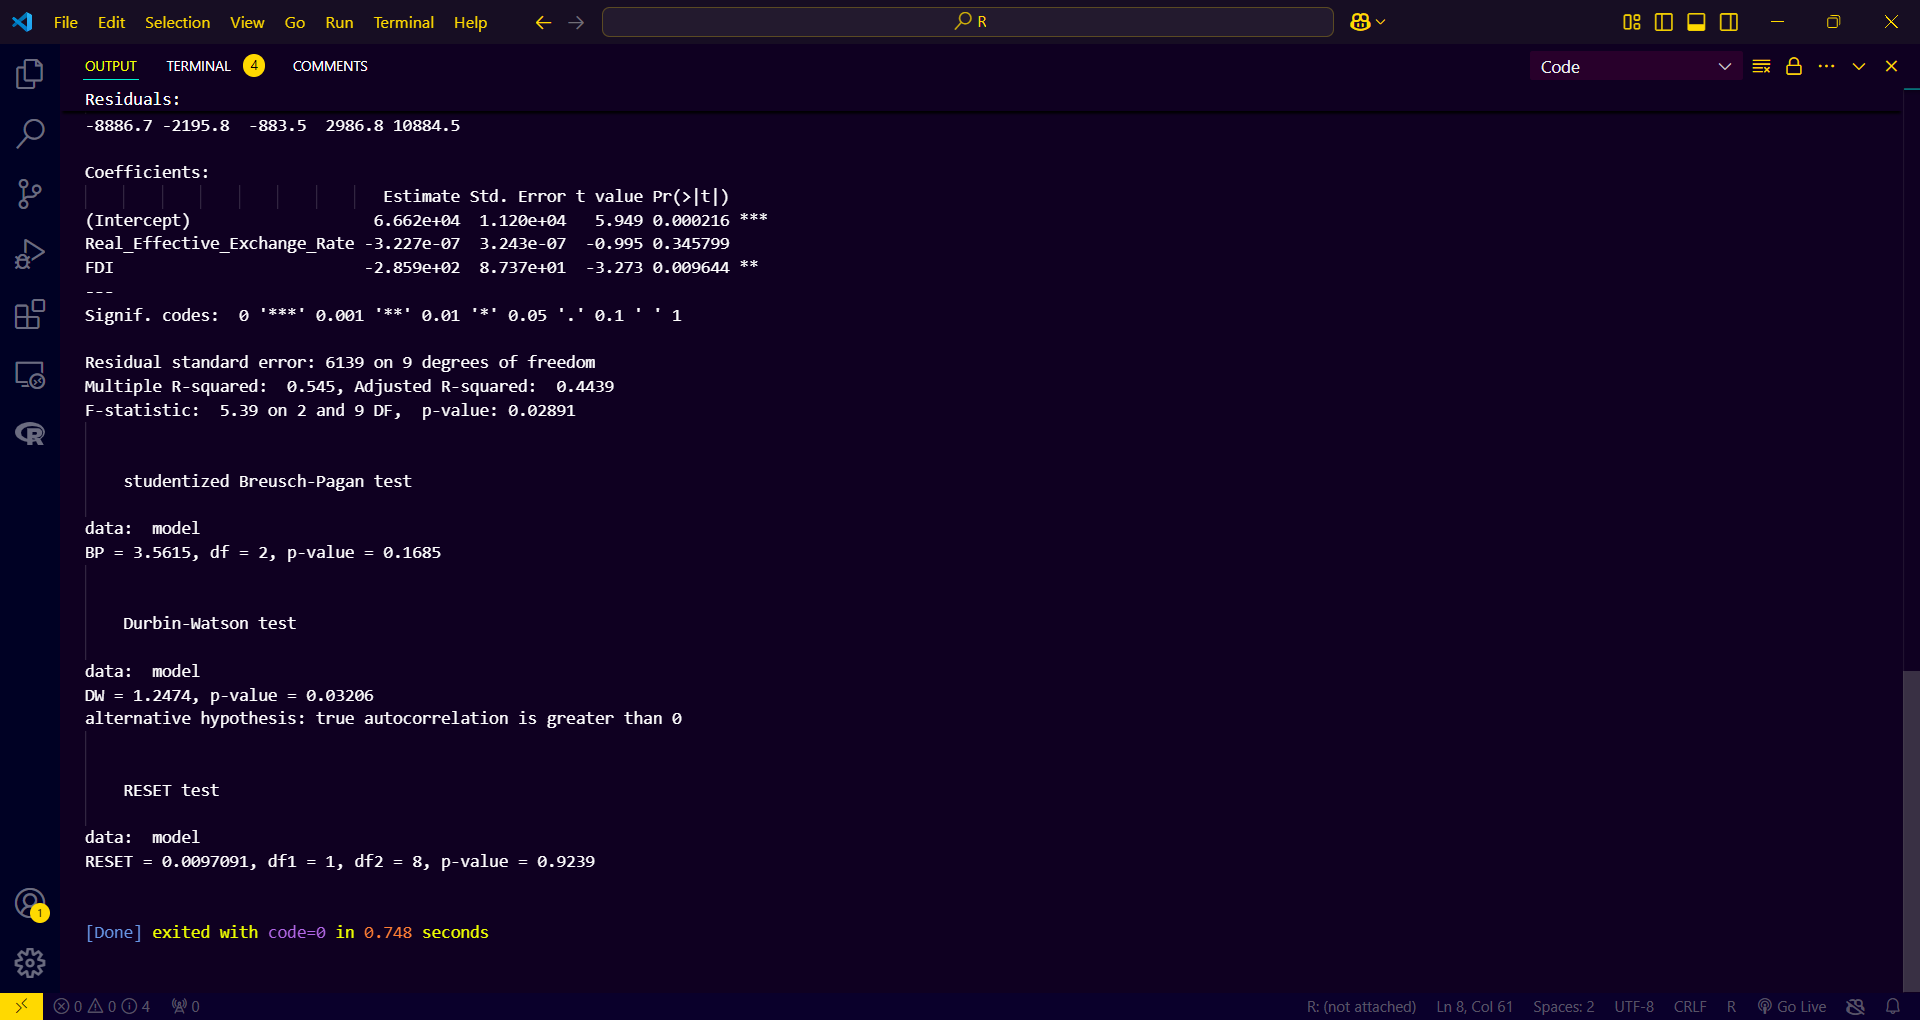 File Edit Selection View Go Run Terminal Help R
OUTPUT TERMINAL 4 COMMENTS Code
Residuals:
-8886.7 -2195.8  -883.5  2986.8 10884.5
Coefficients:
Estimate Std. Error t value Pr(>|t|)
(Intercept) 6.662e+04 1.120e+04 5.949 0.000216 ***
Real_Effective_Exchange_Rate -3.227e-07 3.243e-07 -0.995 0.345799
FDI -2.859e+02 8.737e+01 -3.273 0.009644 **
---
Signif. codes:  0 '***' 0.001 '**' 0.01 '*' 0.05 '.' 0.1 ' ' 1
Residual standard error: 6139 on 9 degrees of freedom
Multiple R-squared:  0.545, Adjusted R-squared:  0.4439
F-statistic:  5.39 on 2 and 9 DF,  p-value: 0.02891
studentized Breusch-Pagan test
data:  model
BP = 3.5615, df = 2, p-value = 0.1685
Durbin-Watson test
data:  model
DW = 1.2474, p-value = 0.03206
alternative hypothesis: true autocorrelation is greater than 0
RESET test
data:  model
RESET = 0.0097091, df1 = 1, df2 = 8, p-value = 0.9239
1
[Done] exited with code=0 in 0.748 seconds
0 0 4 0 R: (not attached) Ln 8, Col 61 Spaces: 2 UTF-8 CRLF R Go Live